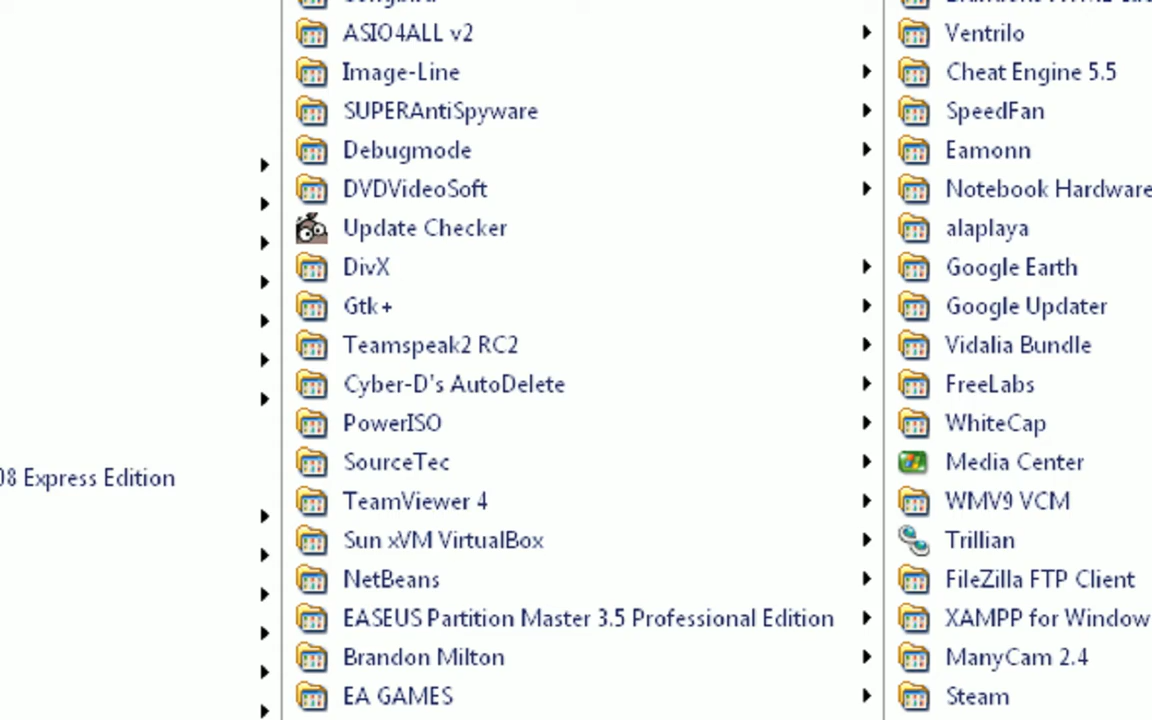 08 Express Edition
Songbird
ASIO4ALL v2
Image-Line
SUPERAntiSpyware
Debugmode
DVDVideoSoft
Update Checker
DivX
Gtk+
Teamspeak2 RC2
Cyber-D's AutoDelete
PowerISO
SourceTec
TeamViewer 4
Sun xVM VirtualBox
NetBeans
EASEUS Partition Master 3.5 Professional Edition
Brandon Milton
EA GAMES
Ventrilo
Cheat Engine 5.5
SpeedFan
Eamonn
Notebook Hardware
alaplaya
Google Earth
Google Updater
Vidalia Bundle
FreeLabs
WhiteCap
Media Center
WMV9 VCM
Trillian
FileZilla FTP Client
XAMPP for Window
ManyCam 2.4
Steam